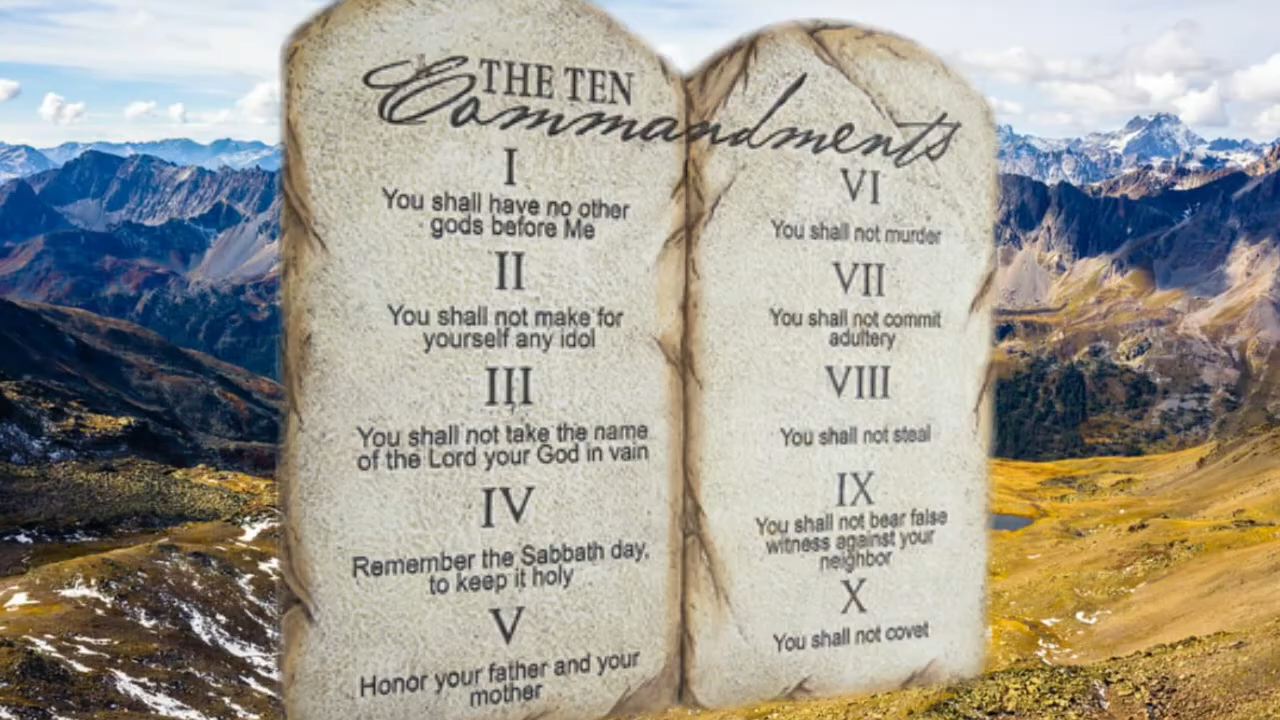 THE TEN
Commandments
I
You shall have no other
gods before Me
II
You shall not make for
yourself any idol
III
You shall not take the name
of the Lord your God in vain
IV
Remember the Sabbath day,
to keep it holy
V
Honor your father and your
mother
VI
You shall not murder
VII
You shall not commit
adultery
VIII
You shall not steal
IX
You shall not bear false
witness against your
neighbor
X
You shall not covet